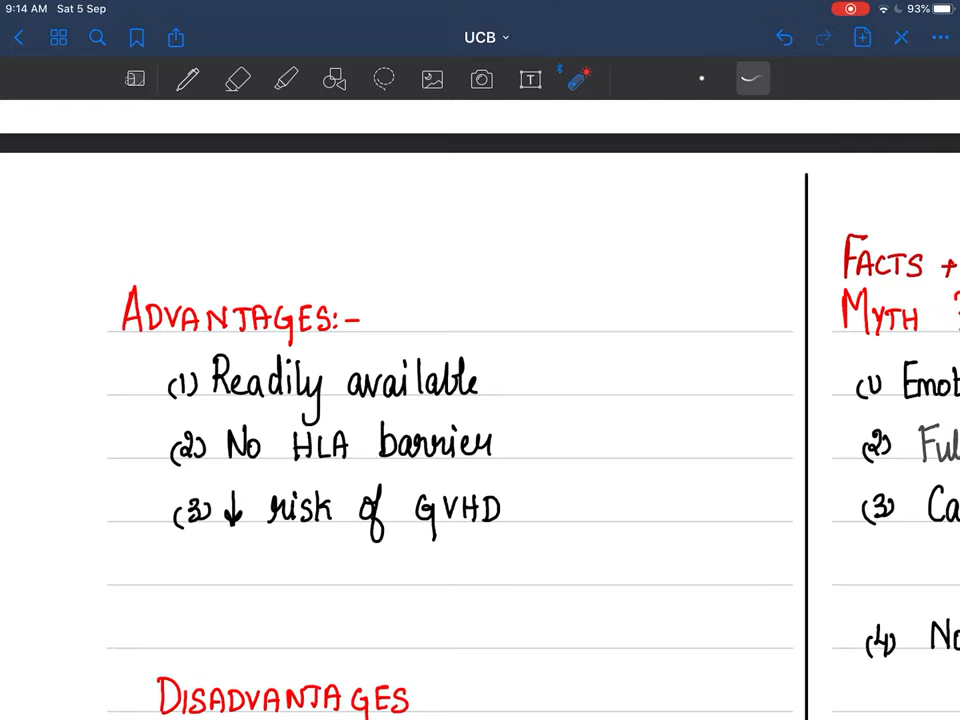 9:14 AM Sat 5 Sep
93%
UCB
T
ADVANTAGES:-
(1) Readily available
(2) No HLA barrier
(3) ↓ risk of GVHD
DISADVANTAGES
FACTS +
MYTH ?
(1) Emot
(2) Ful
(3) Ca
(4) No